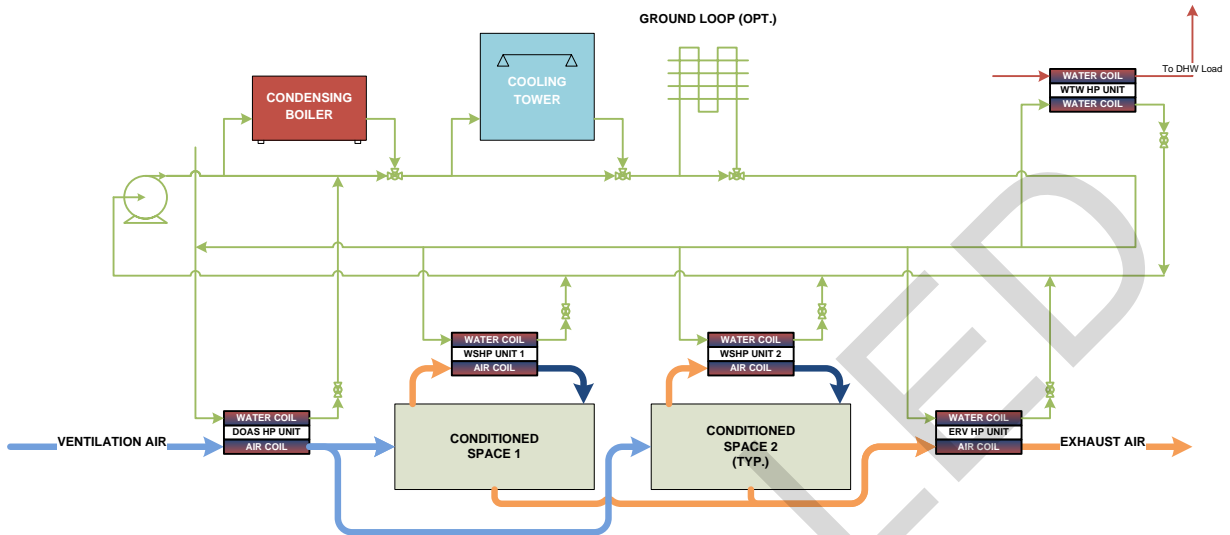 GROUND LOOP (OPT.)
To DHW Load
WATER COIL
WTW HP UNIT
WATER COIL
CONDENSING
BOILER
COOLING
TOWER
WATER COIL
WSHP UNIT 1
AIR COIL
WATER COIL
WSHP UNIT 2
AIR COIL
VENTILATION AIR
WATER COIL
DOAS HP UNIT
AIR COIL
CONDITIONED
SPACE 1
CONDITIONED
SPACE 2
(TYP.)
WATER COIL
ERV HP UNIT
AIR COIL
EXHAUST AIR